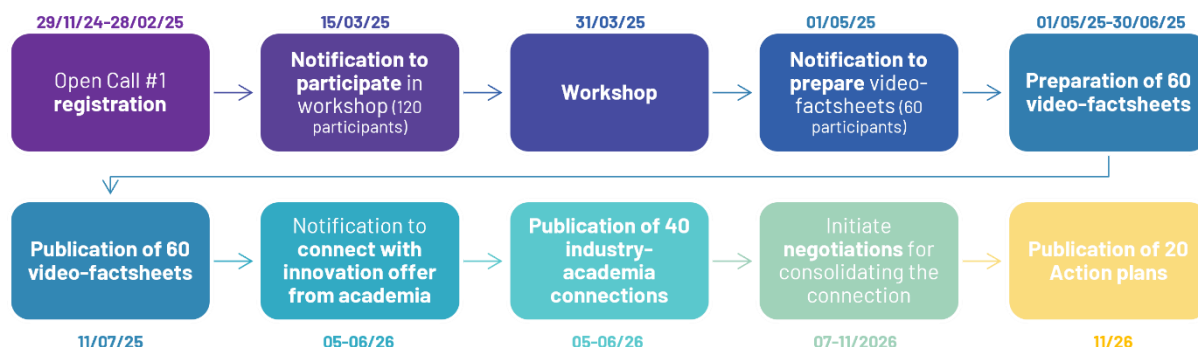 29/11/24-28/02/25
15/03/25
31/03/25
01/05/25
01/05/25-30/06/25
Open Call #1
registration
Notification to
participate in
workshop (120
participants)
Workshop
Notification to
prepare video-
factsheets (60
participants)
Preparation of 60
video-factsheets
Publication of 60
video-factsheets
Notification to
connect with
innovation offer
from academia
Publication of 40
industry-
academia
connections
Initiate
negotiations for
consolidating the
connection
Publication of 20
Action plans
11/07/25
05-06/26
05-06/26
07-11/2026
11/26